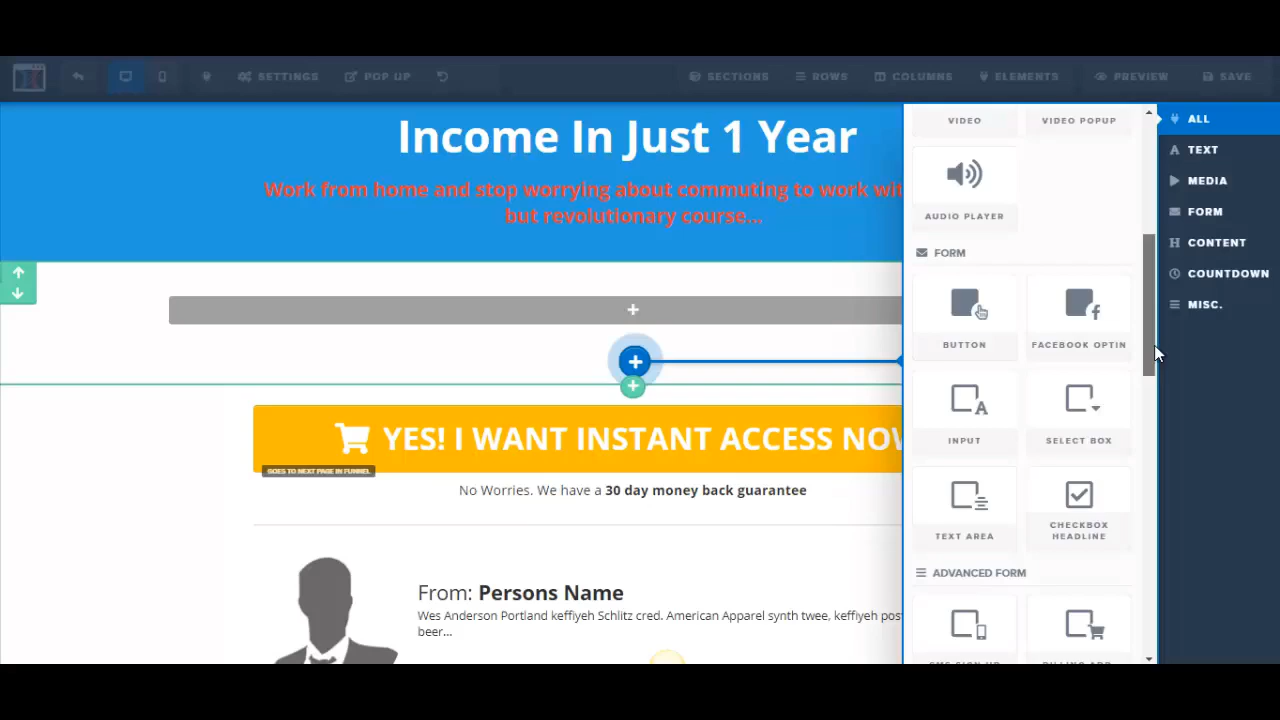 SETTINGS
POP UP
SECTIONS
ROWS
COLUMNS
ELEMENTS
PREVIEW
SAVE
Income In Just 1 Year
Work from home and stop worrying about commuting to work wit
but revolutionary course...
YES! I WANT INSTANT ACCESS NOW
GOES TO NEXT PAGE IN FUNNEL
No Worries. We have a 30 day money back guarantee
From: Persons Name
Wes Anderson Portland keffiyeh Schlitz cred. American Apparel synth twee, keffiyeh pos
beer...
VIDEO
VIDEO POPUP
AUDIO PLAYER
FORM
BUTTON
FACEBOOK OPTIN
INPUT
SELECT BOX
TEXT AREA
CHECKBOX
HEADLINE
ADVANCED FORM
SMS SIGN UP
ALL
TEXT
MEDIA
FORM
CONTENT
COUNTDOWN
MISC.